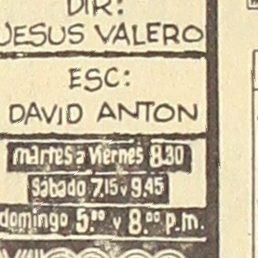 DIR:
JESUS VALERO
ESC:
DAVID ANTON
martes a viernes 8.30
sabado 7.15 y 9.45
domingo 5.00 y 8.00 p.m.